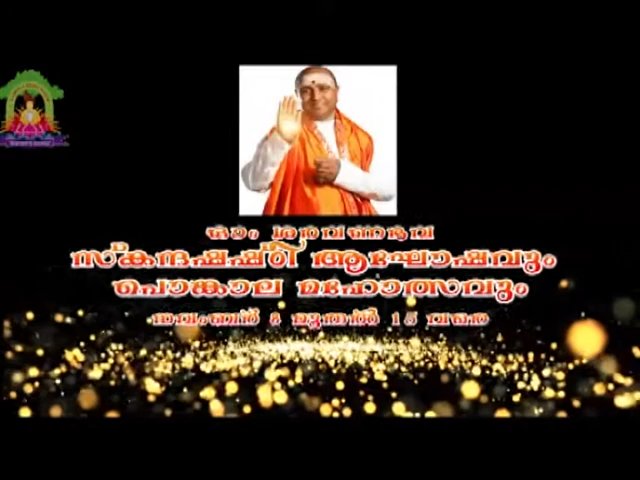 ഓം ശരവണഭവ
സ്കന്ദഷഷ്ഠി ആഘോഷവും
പൊങ്കാല മഹോത്സവും
നവംബർ 8 മുതൽ 15 വരെ